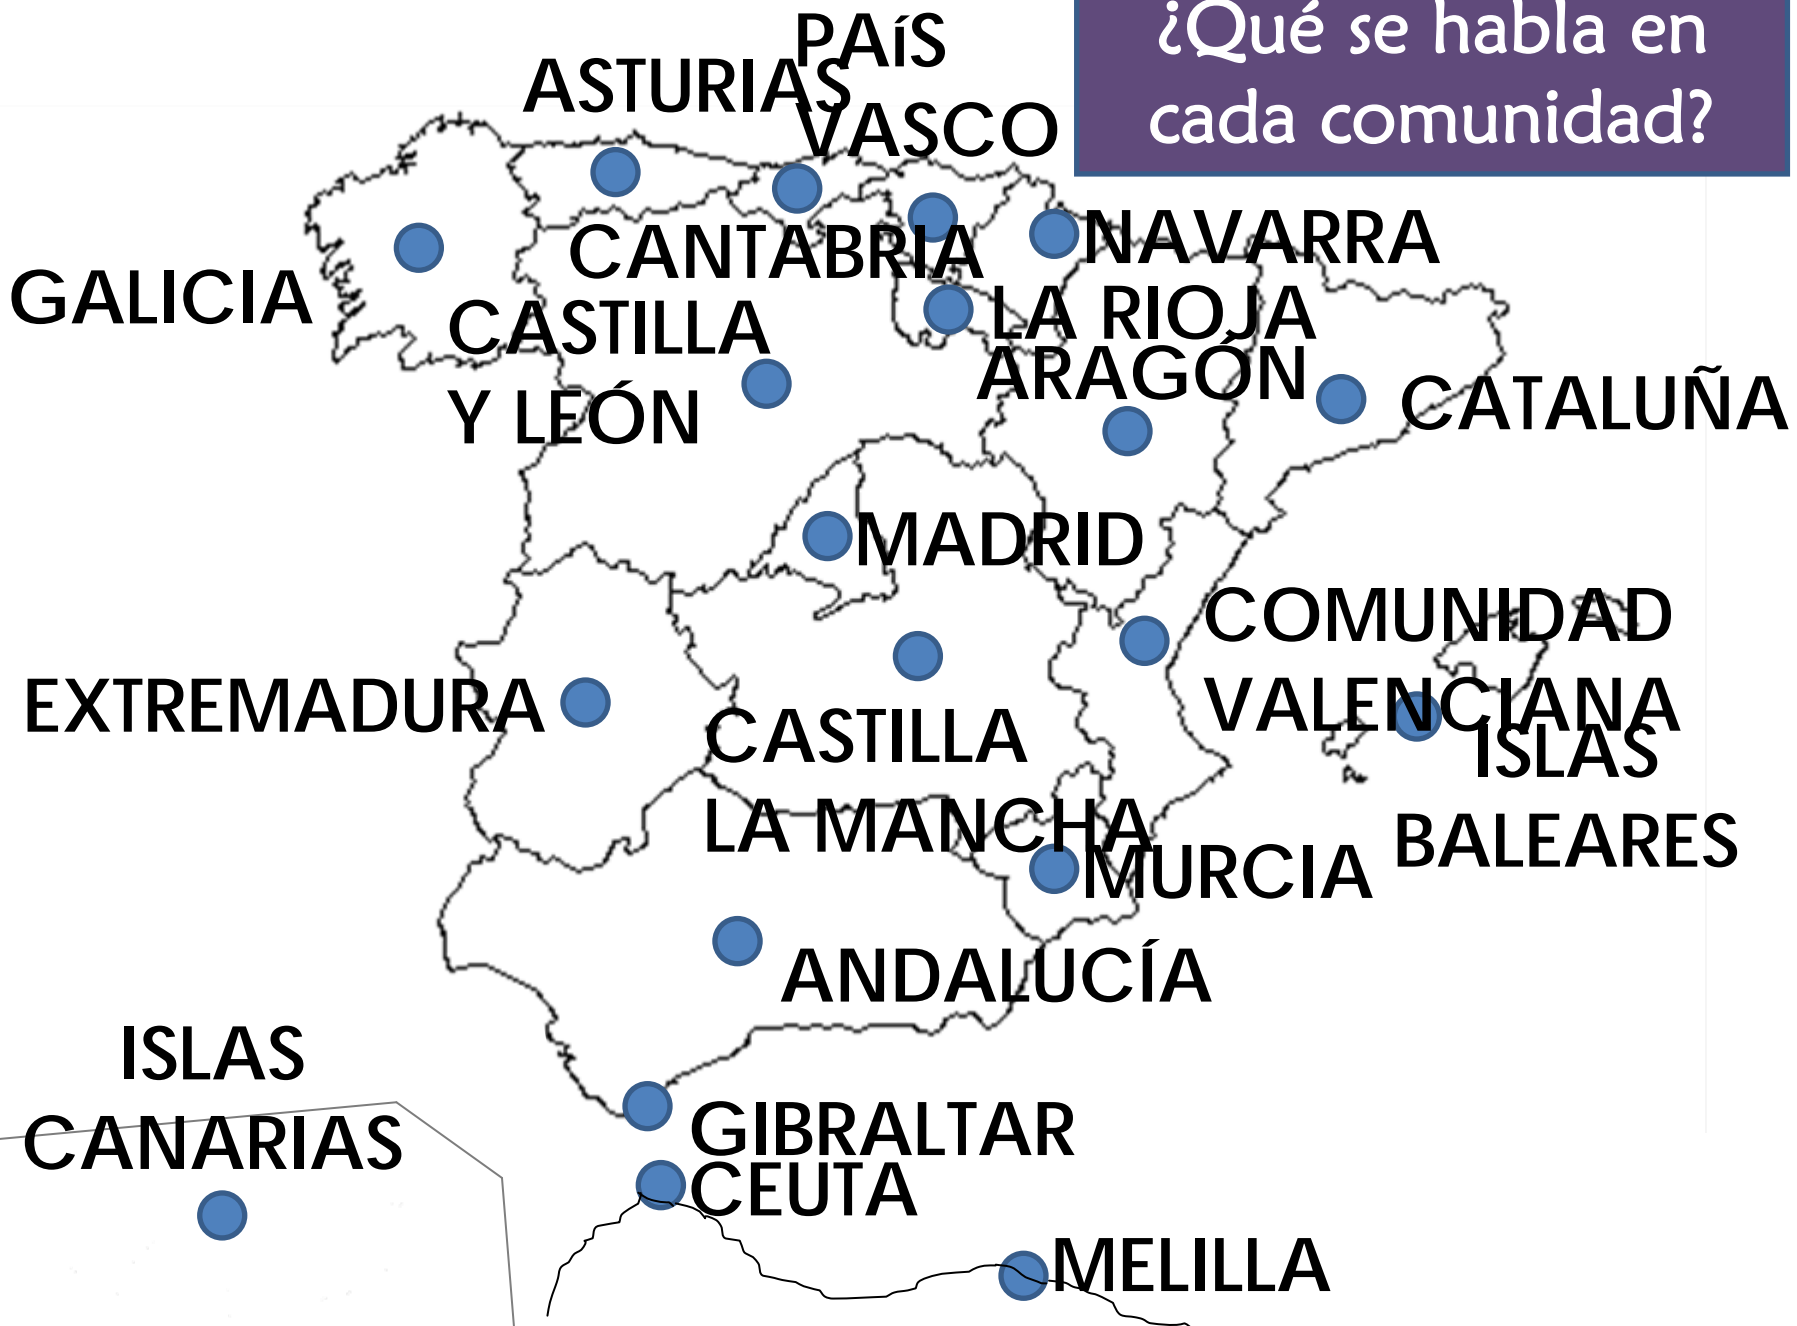 ¿Qué se habla en
cada comunidad?
PAíS
VASCO
ASTURIAS
CANTABRIA
NAVARRA
GALICIA
CASTILLA
Y LEÓN
LA RIOJA
ARAGÓN
CATALUÑA
MADRID
COMUNIDAD
VALENCIANA
EXTREMADURA
CASTILLA
LA MANCHA
ISLAS
BALEARES
MURCIA
ANDALUCÍA
ISLAS
CANARIAS
GIBRALTAR
CEUTA
MELILLA